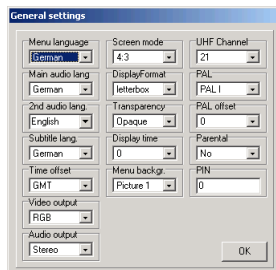 General settings
Menu language
German
Main audio lang
German
2nd audio lang.
English
Subtitle lang.
German
Time offset
GMT
Video output
RGB
Audio output
Stereo
Screen mode
4:3
DisplayFormat
letterbox
Transparency
Opaque
Display time
0
Menu backgr.
Picture 1
UHF Channel
21
PAL
PAL I
PAL offset
0
Parental
No
PIN
0
OK